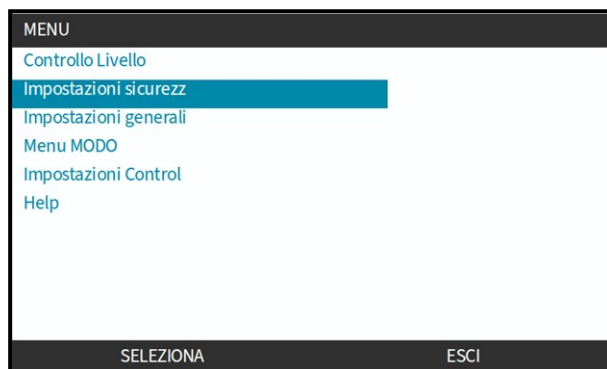 MENU
Controllo Livello
Impostazioni sicurezz
Impostazioni generali
Menu MODO
Impostazioni Control
Help
SELEZIONA ESCI